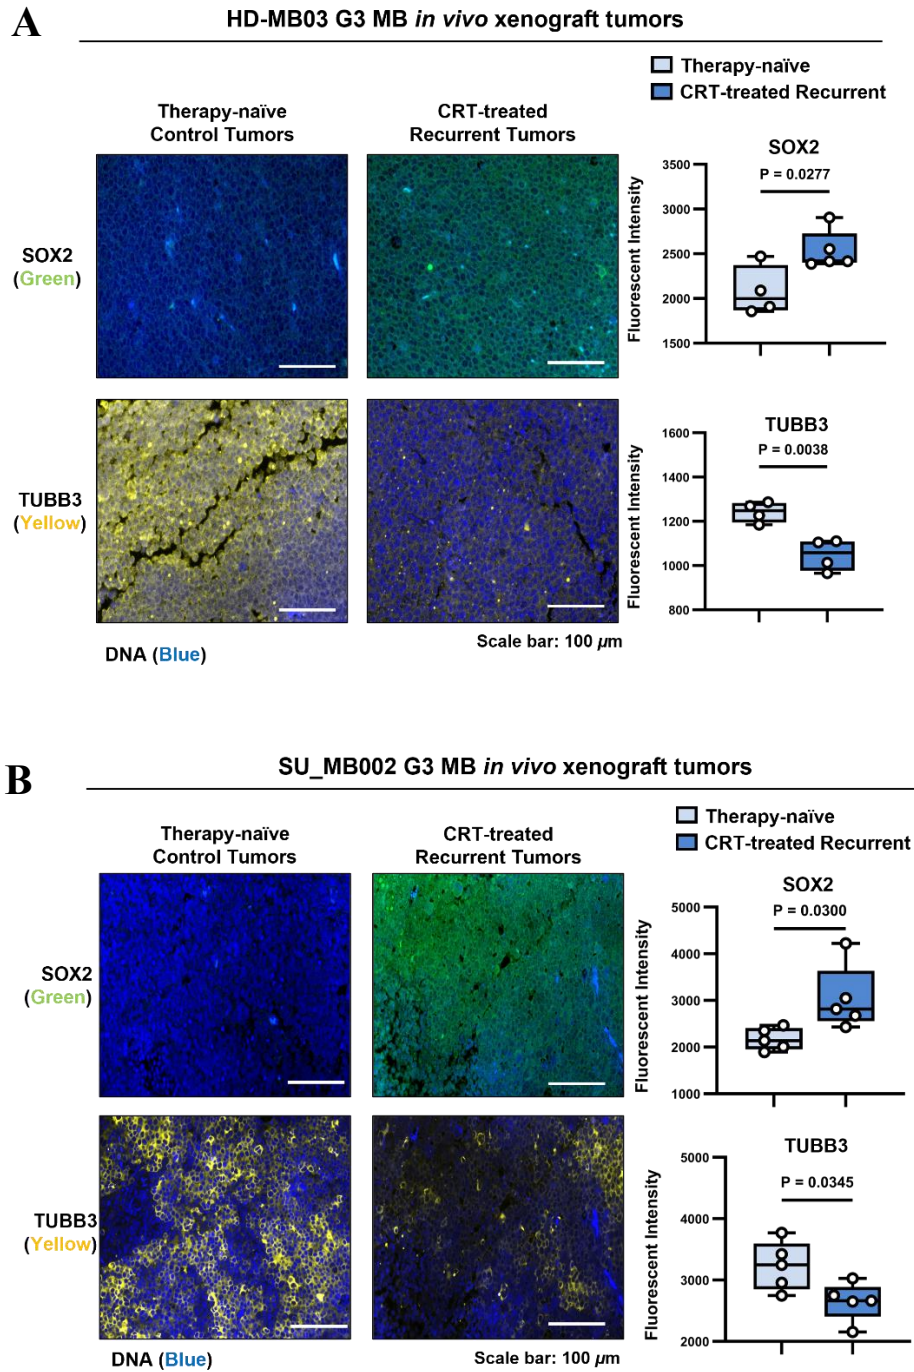 A
HD-MB03 G3 MB in vivo xenograft tumors
Therapy-naïve
CRT-treated Recurrent
Therapy-naïve
Control Tumors
CRT-treated
Recurrent Tumors
SOX2
(Green)
SOX2
P = 0.0277
Fluorescent Intensity
3500
3000
2500
2000
1500
TUBB3
(Yellow)
TUBB3
P = 0.0038
Fluorescent Intensity
1600
1400
1200
1000
800
DNA (Blue)
Scale bar: 100 µm
B
SU_MB002 G3 MB in vivo xenograft tumors
Therapy-naïve
CRT-treated Recurrent
Therapy-naïve
Control Tumors
CRT-treated
Recurrent Tumors
SOX2
(Green)
SOX2
P = 0.0300
Fluorescent Intensity
5000
4000
3000
2000
1000
TUBB3
(Yellow)
TUBB3
P = 0.0345
Fluorescent Intensity
5000
4000
3000
2000
DNA (Blue)
Scale bar: 100 µm